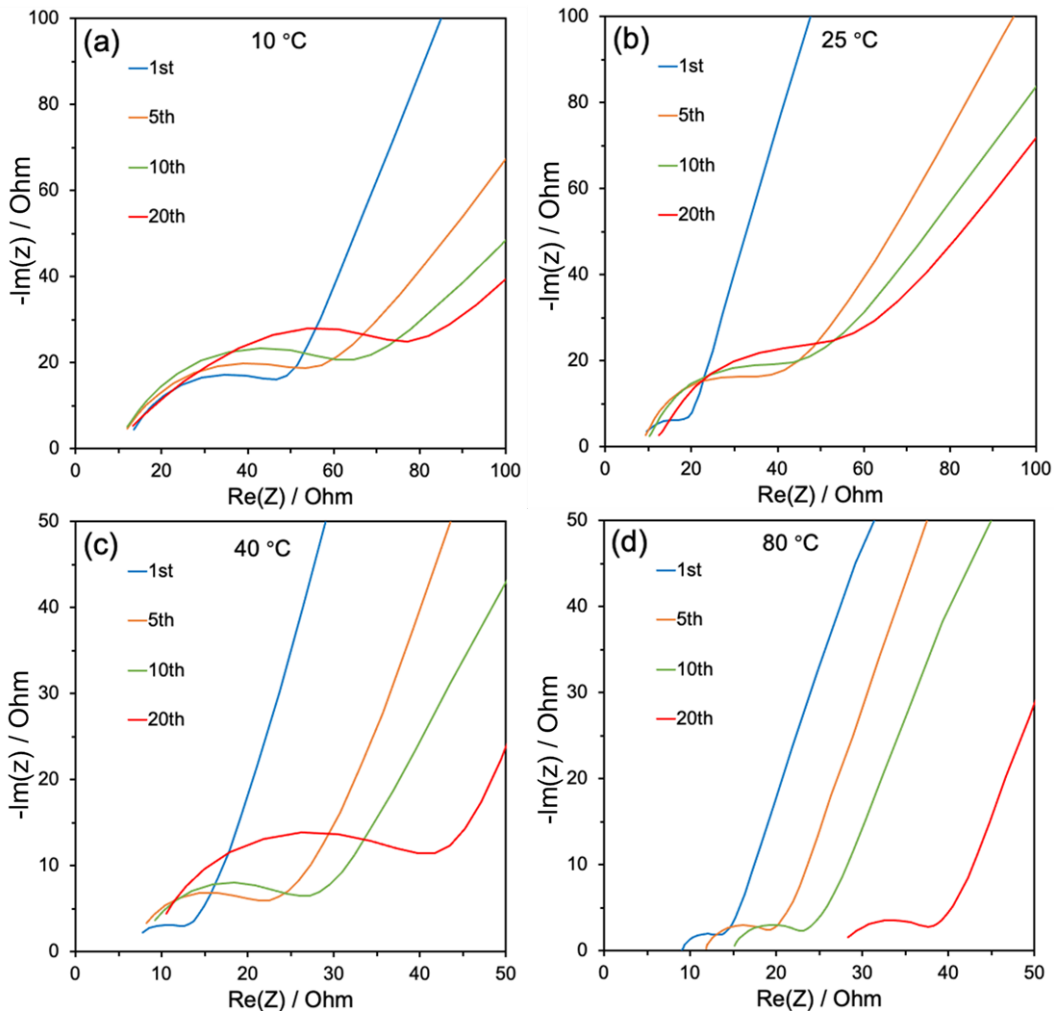 (a) 10 °C
1st
5th
10th
20th
-Im(z) / Ohm
100
80
60
40
20
0
0 20 40 60 80 100
Re(Z) / Ohm
(b) 25 °C
1st
5th
10th
20th
-Im(z) / Ohm
100
80
60
40
20
0
0 20 40 60 80 100
Re(Z) / Ohm
(c) 40 °C
1st
5th
10th
20th
-Im(z) / Ohm
50
40
30
20
10
0
0 10 20 30 40 50
Re(Z) / Ohm
(d) 80 °C
1st
5th
10th
20th
-Im(z) / Ohm
50
40
30
20
10
0
0 10 20 30 40 50
Re(Z) / Ohm